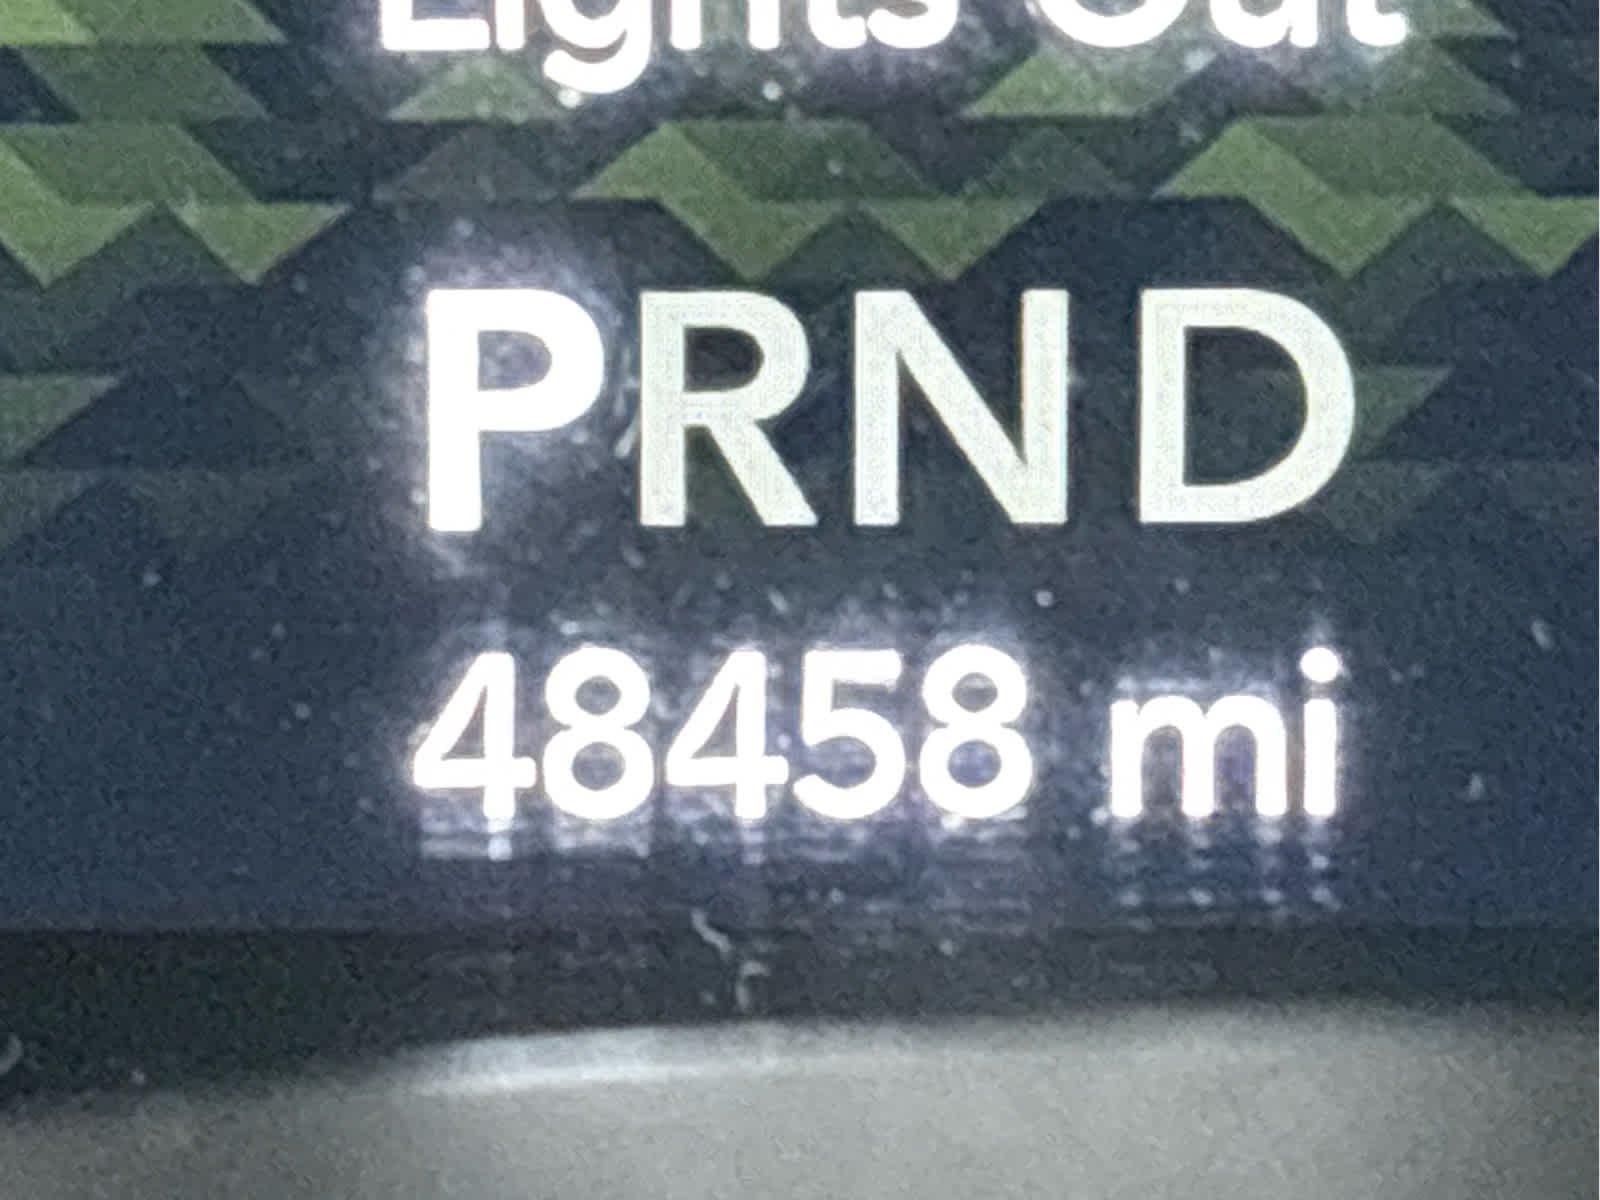 Lights Out
PRND
48458 mi